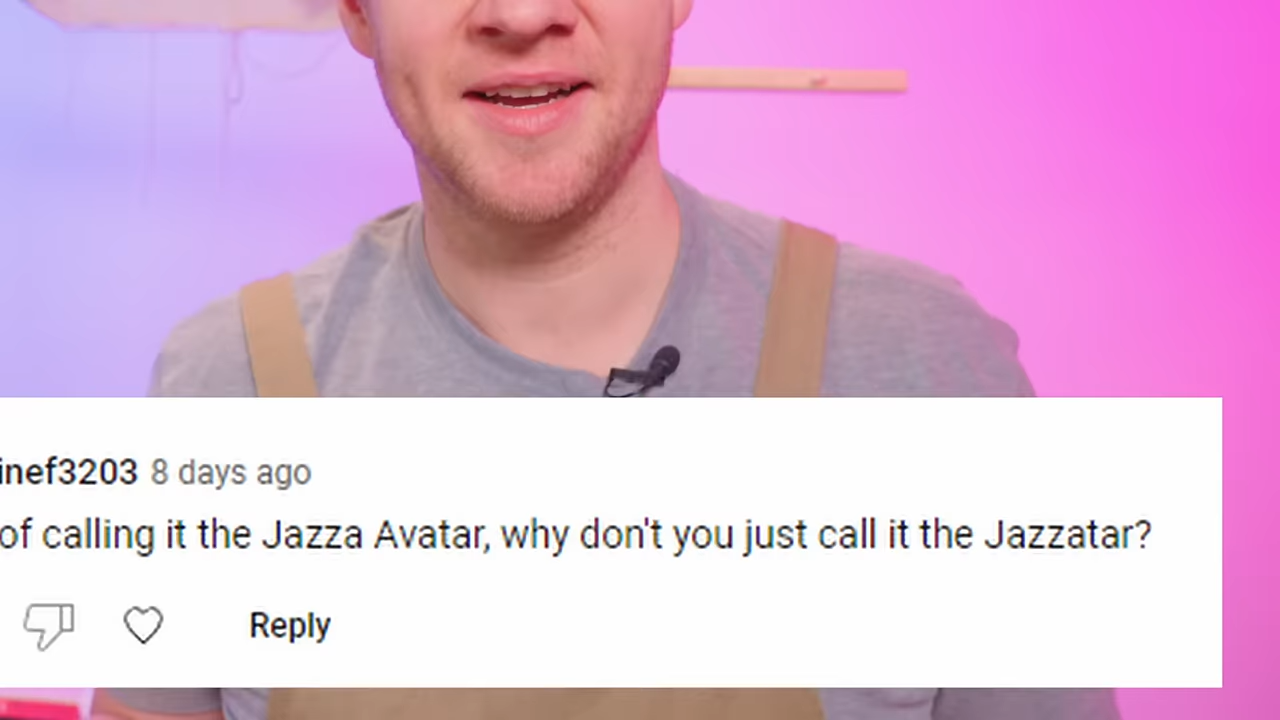 inef3203 8 days ago
of calling it the Jazza Avatar, why don't you just call it the Jazzatar?
Reply